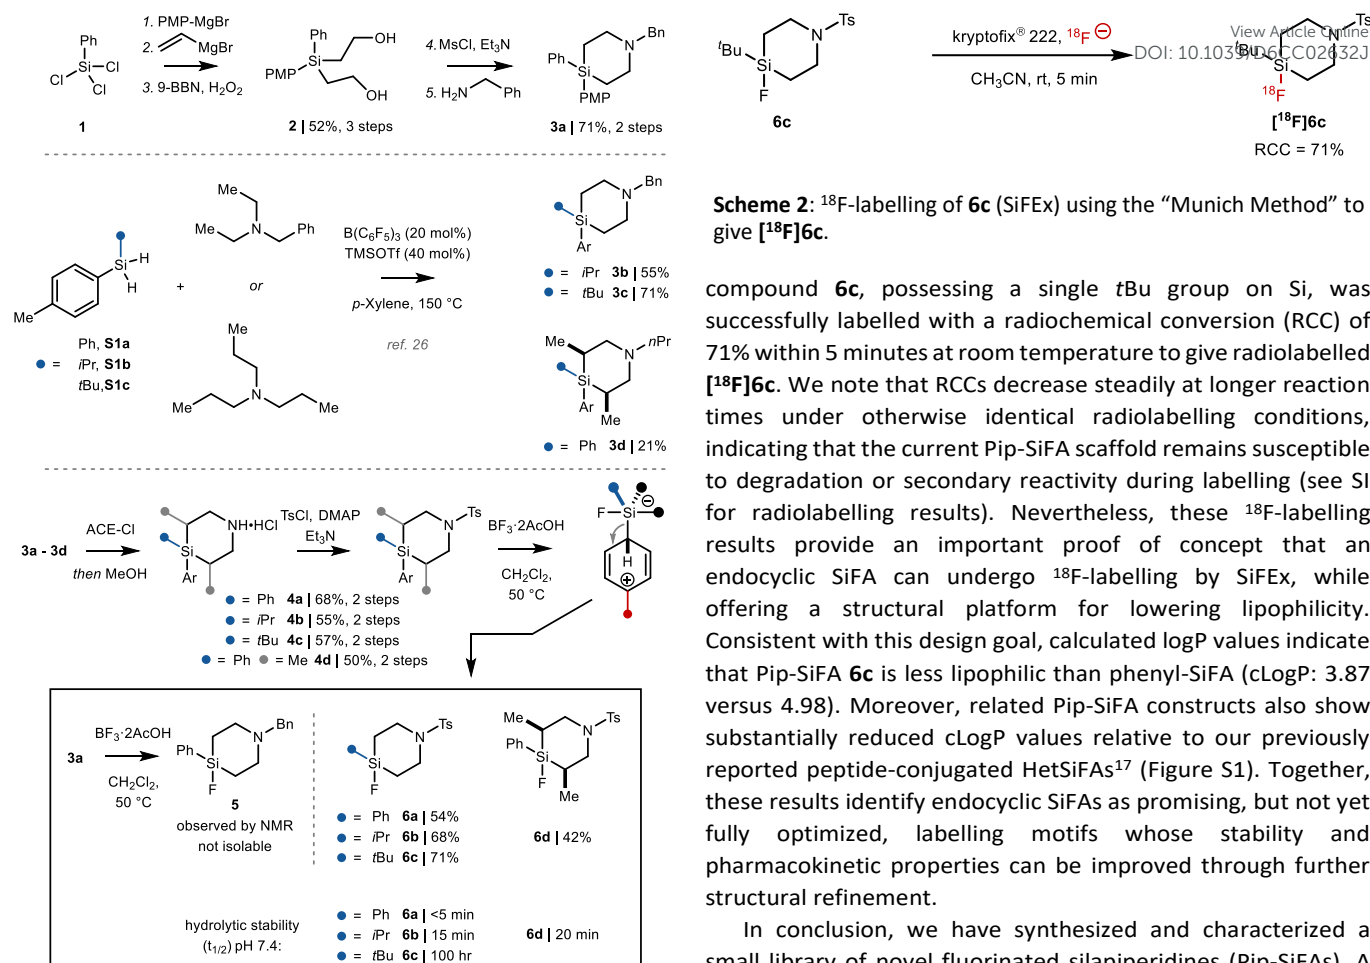 1. PMP-MgBr
2. MgBr
3. 9-BBN, H2O2
Ph
Si
Cl
Cl
Cl
1
Ph
OH
Si
PMP
OH
2 | 52%, 3 steps
4. MsCl, Et3N
5. H2N Ph
Bn
N
Ph
Si
PMP
3a | 71%, 2 steps
Si H
H
Me
Ph, S1a
= iPr, S1b
tBu, S1c
+
Me
Me N Ph
or
Me
N
Me Me
B(C6F5)3 (20 mol%)
TMSOTf (40 mol%)
p-Xylene, 150 °C
ref. 26
Bn
N
Si
Ar
= iPr 3b | 55%
= tBu 3c | 71%
Me N nPr
Si
Ar
Me
= Ph 3d | 21%
3a - 3d
ACE-Cl
then MeOH
NH•HCl
Si
Ar
TsCl, DMAP
Et3N
Ts
N
Si
Ar
BF3·2AcOH
CH2Cl2,
50 °C
F Si ⊖
H
⊕
= Ph 4a | 68%, 2 steps
= iPr 4b | 55%, 2 steps
= tBu 4c | 57%, 2 steps
= Ph = Me 4d | 50%, 2 steps
3a
BF3·2AcOH
CH2Cl2,
50 °C
Bn
N
Ph
Si
F
5
observed by NMR
not isolable
Ts
N
Si
F
= Ph 6a | 54%
= iPr 6b | 68%
= tBu 6c | 71%
Me N Ts
Ph
Si
F
Me
6d | 42%
hydrolytic stability
(t1/2) pH 7.4:
= Ph 6a | <5 min
= iPr 6b | 15 min
= tBu 6c | 100 hr
6d | 20 min
Ts
N
tBu
Si
F
6c
kryptofix® 222, 18F ⊖
CH3CN, rt, 5 min
View Article Online
DOI: 10.1039/D6CC02632J
Ts
N
tBu
Si
18F
[18F]6c
RCC = 71%
Scheme 2: 18F-labelling of 6c (SiFEx) using the “Munich Method” to
give [18F]6c.
compound 6c, possessing a single tBu group on Si, was
successfully labelled with a radiochemical conversion (RCC) of
71% within 5 minutes at room temperature to give radiolabelled
[18F]6c. We note that RCCs decrease steadily at longer reaction
times under otherwise identical radiolabelling conditions,
indicating that the current Pip-SiFA scaffold remains susceptible
to degradation or secondary reactivity during labelling (see SI
for radiolabelling results). Nevertheless, these 18F-labelling
results provide an important proof of concept that an
endocyclic SiFA can undergo 18F-labelling by SiFEx, while
offering a structural platform for lowering lipophilicity.
Consistent with this design goal, calculated logP values indicate
that Pip-SiFA 6c is less lipophilic than phenyl-SiFA (cLogP: 3.87
versus 4.98). Moreover, related Pip-SiFA constructs also show
substantially reduced cLogP values relative to our previously
reported peptide-conjugated HetSiFAs17 (Figure S1). Together,
these results identify endocyclic SiFAs as promising, but not yet
fully optimized, labelling motifs whose stability and
pharmacokinetic properties can be improved through further
structural refinement.
In conclusion, we have synthesized and characterized a
small library of novel fluorinated silapiperidines (Pip-SiFAs). A